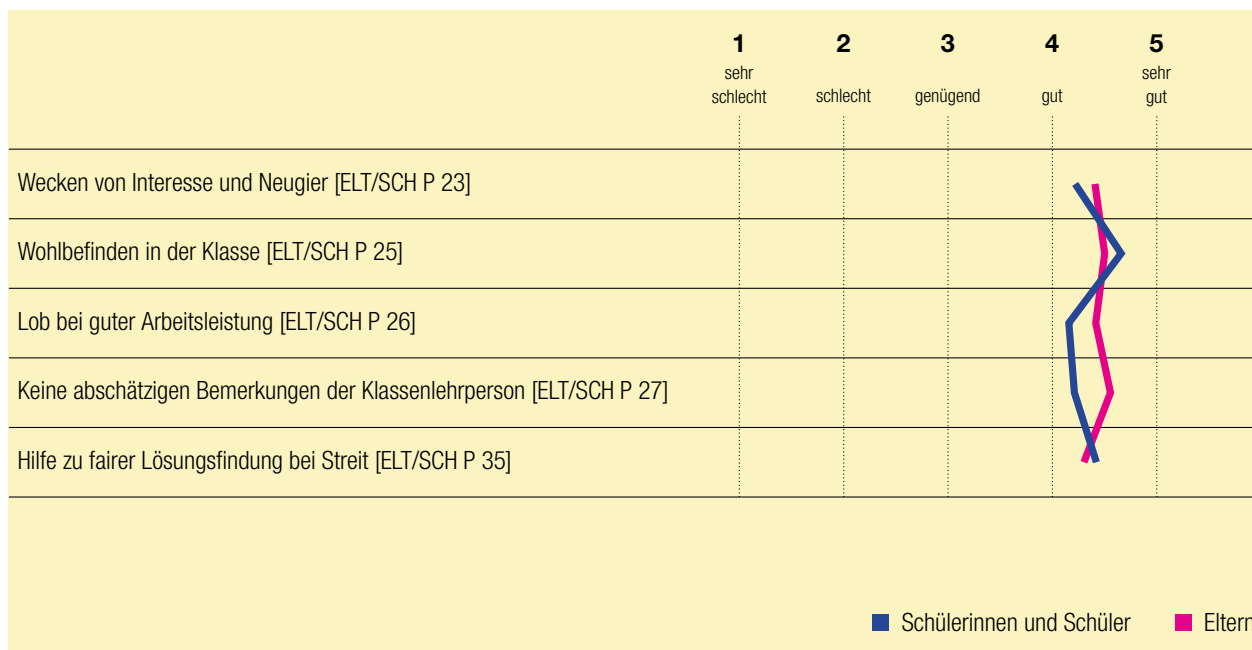 1 2 3 4 5
sehr sehr
schlecht schlecht genügend gut gut
Wecken von Interesse und Neugier [ELT/SCH P 23]
Wohlbefinden in der Klasse [ELT/SCH P 25]
Lob bei guter Arbeitsleistung [ELT/SCH P 26]
Keine abschätzigen Bemerkungen der Klassenlehrperson [ELT/SCH P 27]
Hilfe zu fairer Lösungsfindung bei Streit [ELT/SCH P 35]
Schülerinnen und Schüler Eltern